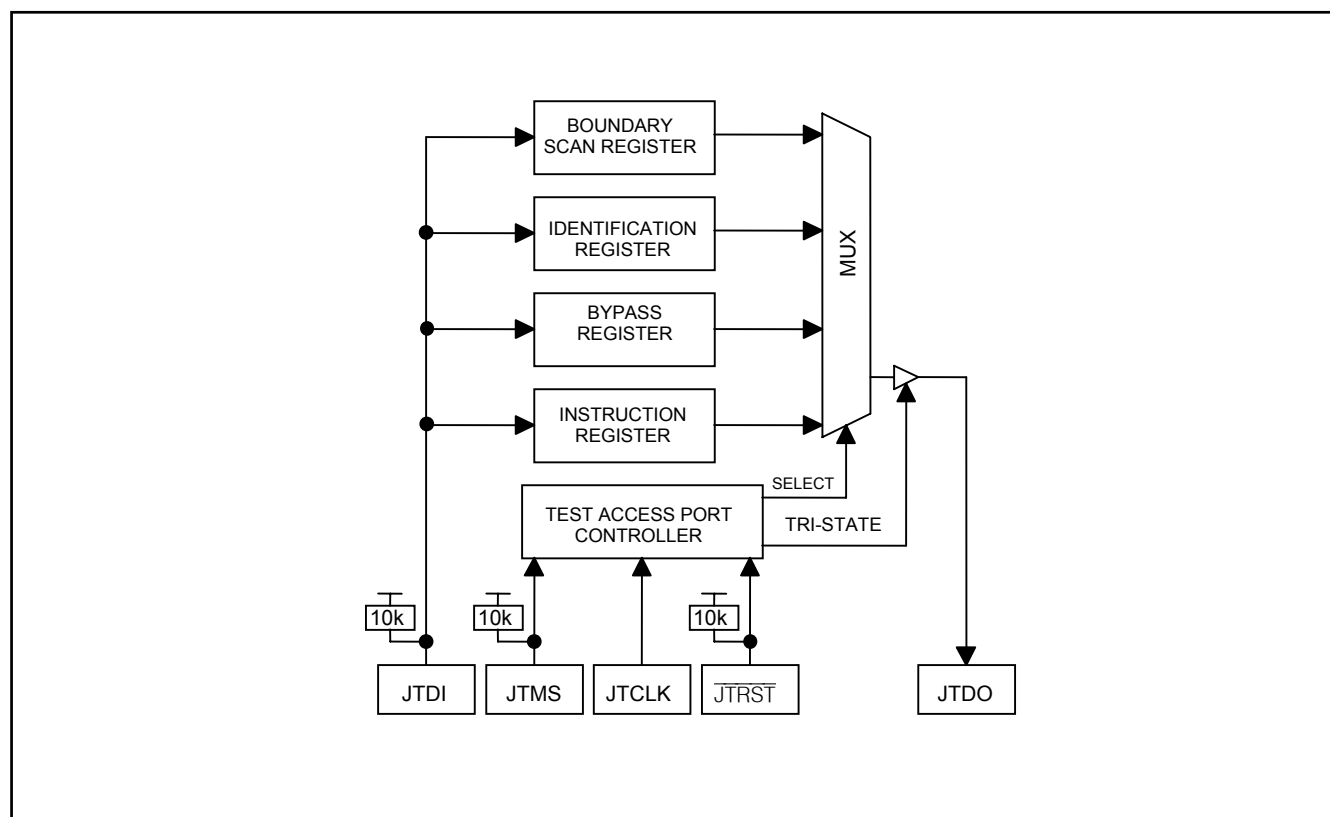 BOUNDARY
SCAN REGISTER
IDENTIFICATION
REGISTER
BYPASS
REGISTER
INSTRUCTION
REGISTER
MUX
SELECT
TEST ACCESS PORT
CONTROLLER
TRI-STATE
10k
10k
10k
JTDI
JTMS
JTCLK
J̅T̅R̅S̅T̅
JTDO